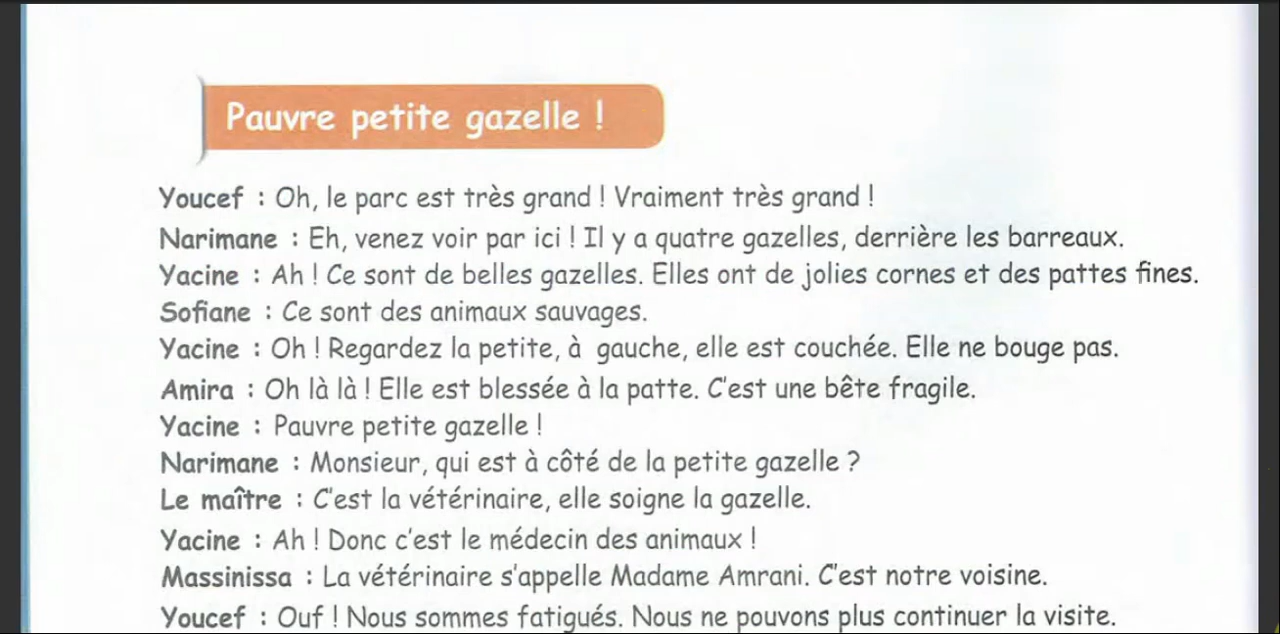 Pauvre petite gazelle !
Youcef : Oh, le parc est très grand ! Vraiment très grand !
Narimane : Eh, venez voir par ici ! Il y a quatre gazelles, derrière les barreaux.
Yacine : Ah ! Ce sont de belles gazelles. Elles ont de jolies cornes et des pattes fines.
Sofiane : Ce sont des animaux sauvages.
Yacine : Oh ! Regardez la petite, à gauche, elle est couchée. Elle ne bouge pas.
Amira : Oh là là ! Elle est blessée à la patte. C'est une bête fragile.
Yacine : Pauvre petite gazelle !
Narimane : Monsieur, qui est à côté de la petite gazelle ?
Le maître : C'est la vétérinaire, elle soigne la gazelle.
Yacine : Ah ! Donc c'est le médecin des animaux !
Massinissa : La vétérinaire s'appelle Madame Amrani. C'est notre voisine.
Youcef : Ouf ! Nous sommes fatigués. Nous ne pouvons plus continuer la visite.